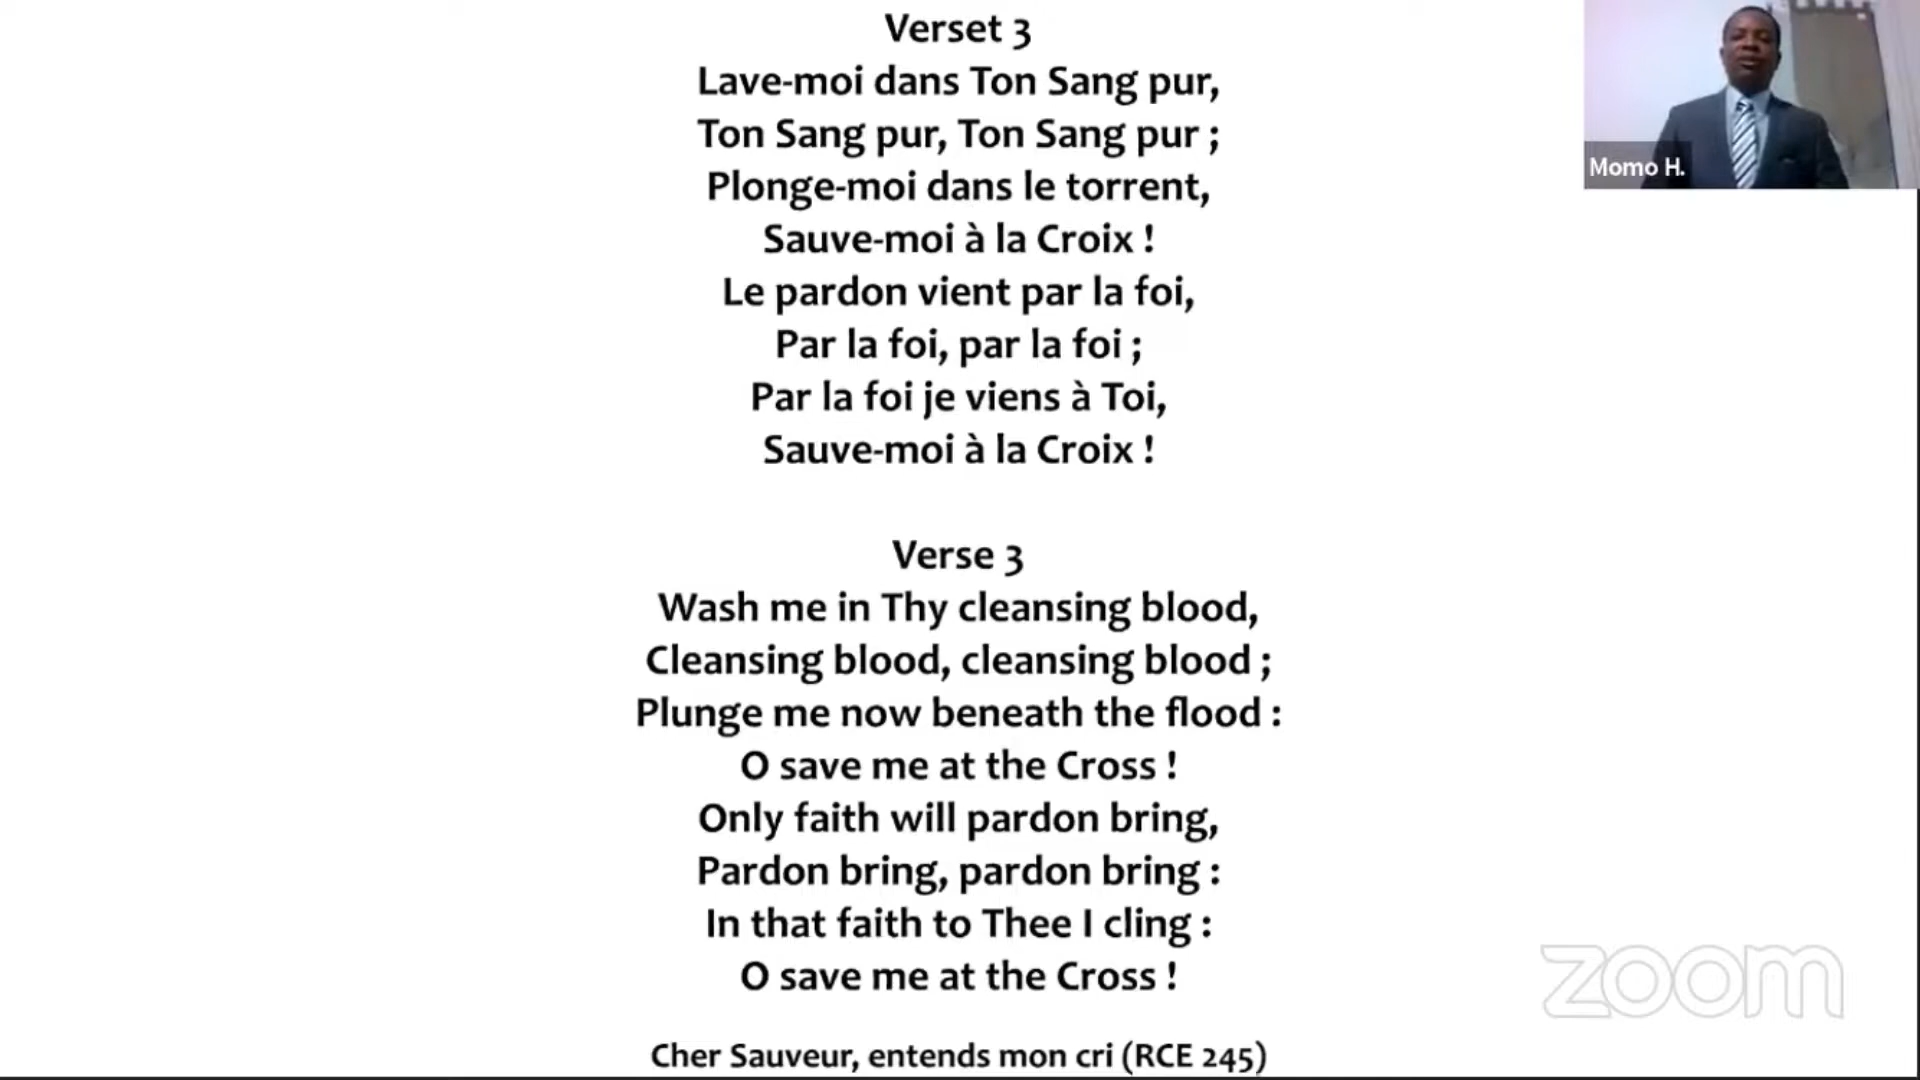 Verset 3
Lave-moi dans Ton Sang pur,
Ton Sang pur, Ton Sang pur ;
Plonge-moi dans le torrent,
Sauve-moi à la Croix !
Le pardon vient par la foi,
Par la foi, par la foi ;
Par la foi je viens à Toi,
Sauve-moi à la Croix !
Verse 3
Wash me in Thy cleansing blood,
Cleansing blood, cleansing blood ;
Plunge me now beneath the flood :
O save me at the Cross !
Only faith will pardon bring,
Pardon bring, pardon bring :
In that faith to Thee I cling :
O save me at the Cross !
Cher Sauveur, entends mon cri (RCE 245)
Momo H.
zoom